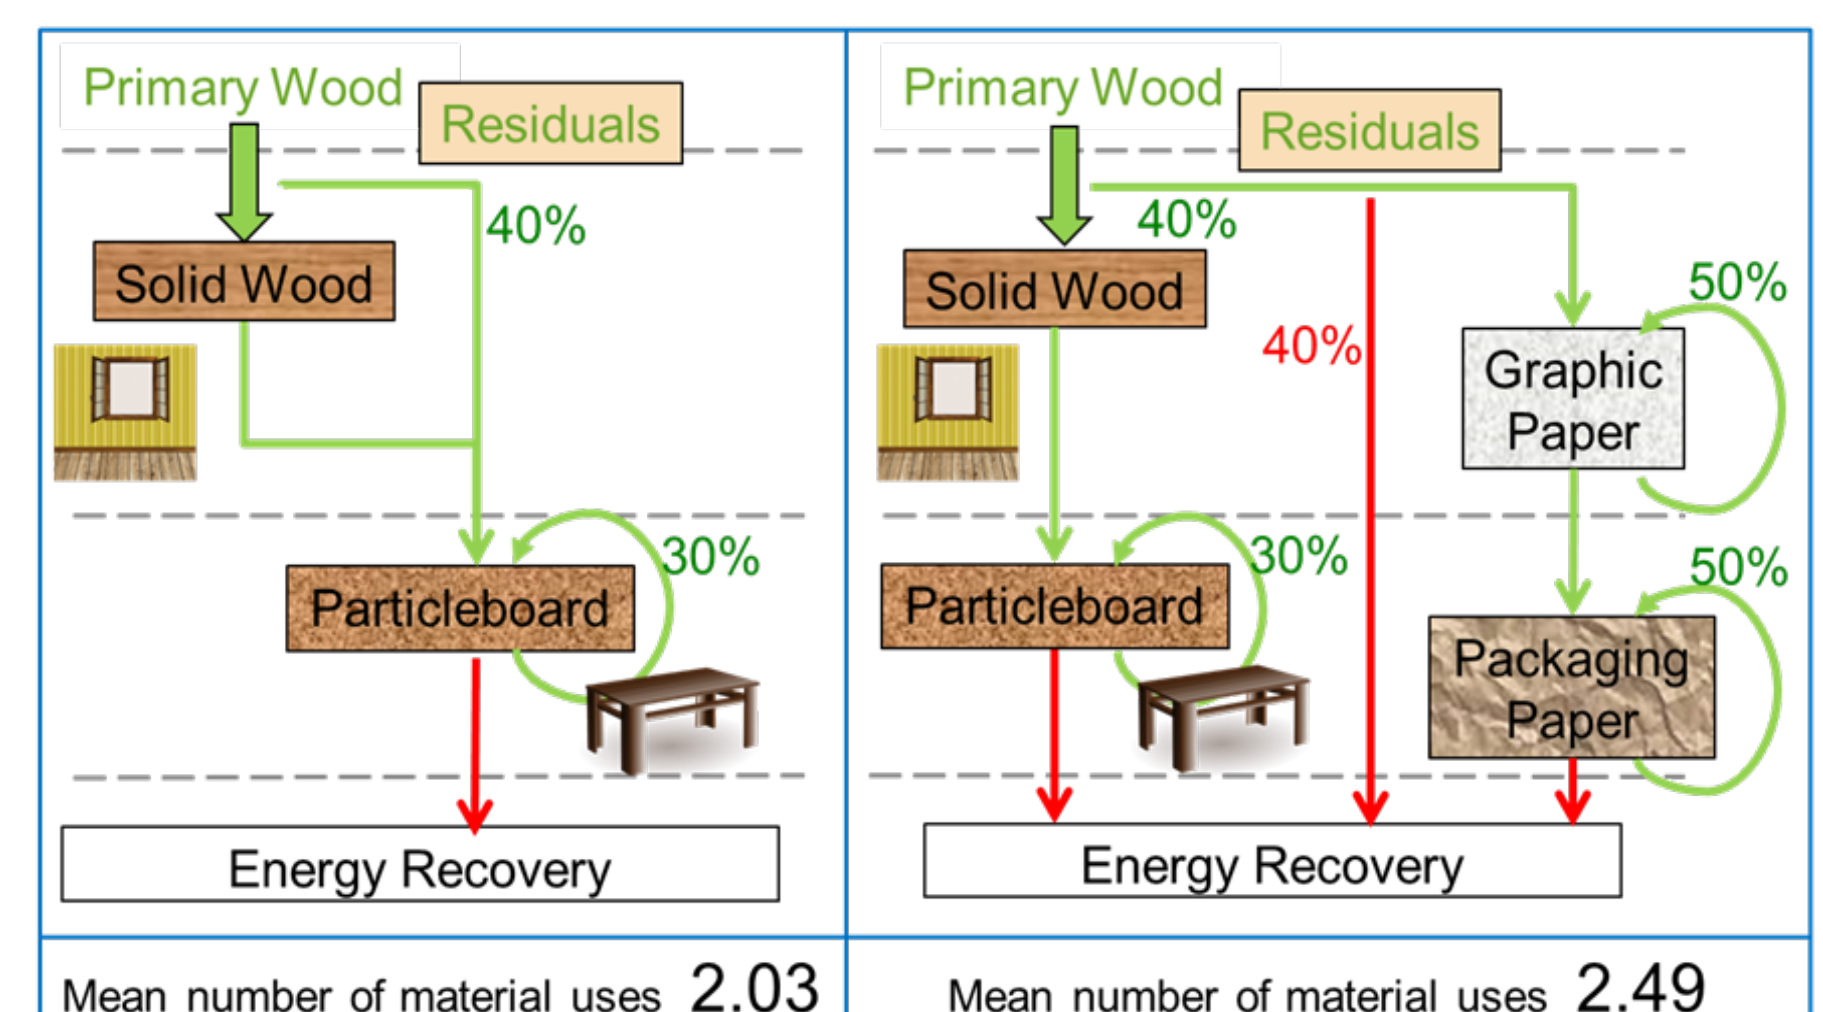 Primary Wood
Residuals
40%
Solid Wood
30%
Particleboard
Energy Recovery
Mean number of material uses 2.03
Primary Wood
Residuals
40%
Solid Wood
50%
40%
Graphic
Paper
30%
50%
Particleboard
Packaging
Paper
Energy Recovery
Mean number of material uses 2.49